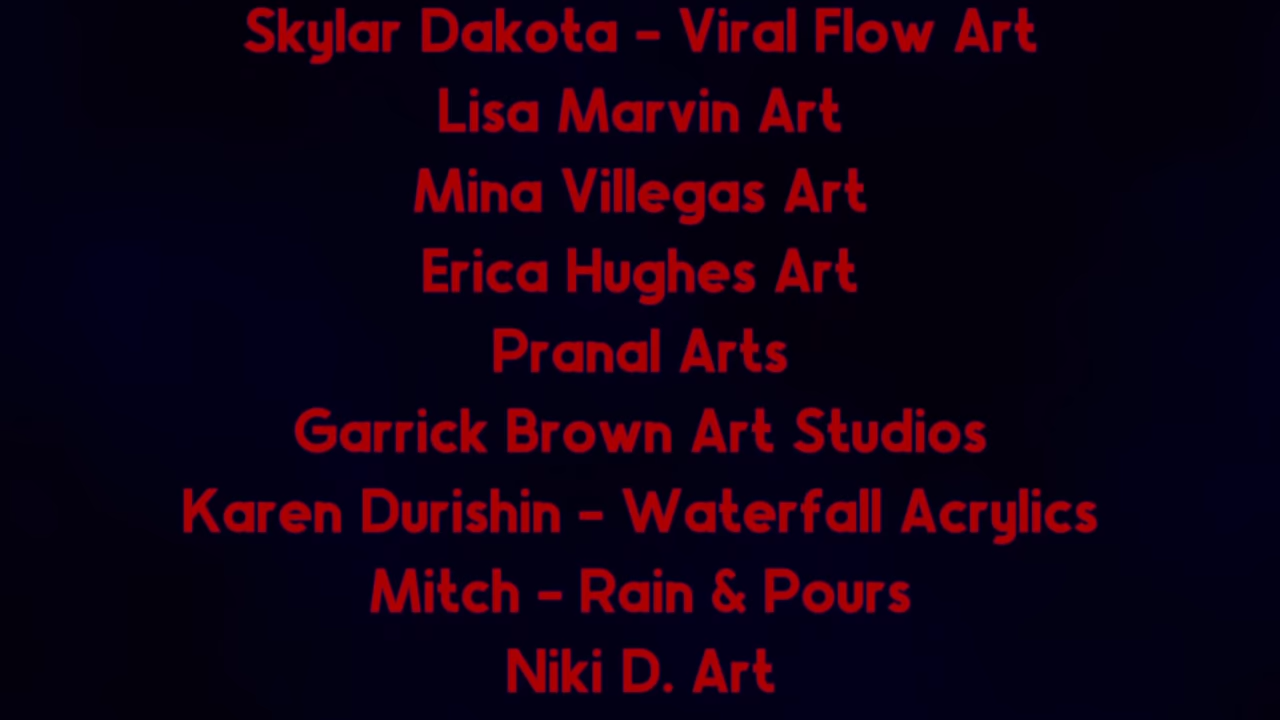 Skylar Dakota - Viral Flow Art
Lisa Marvin Art
Mina Villegas Art
Erica Hughes Art
Pranal Arts
Garrick Brown Art Studios
Karen Durishin - Waterfall Acrylics
Mitch - Rain & Pours
Niki D. Art